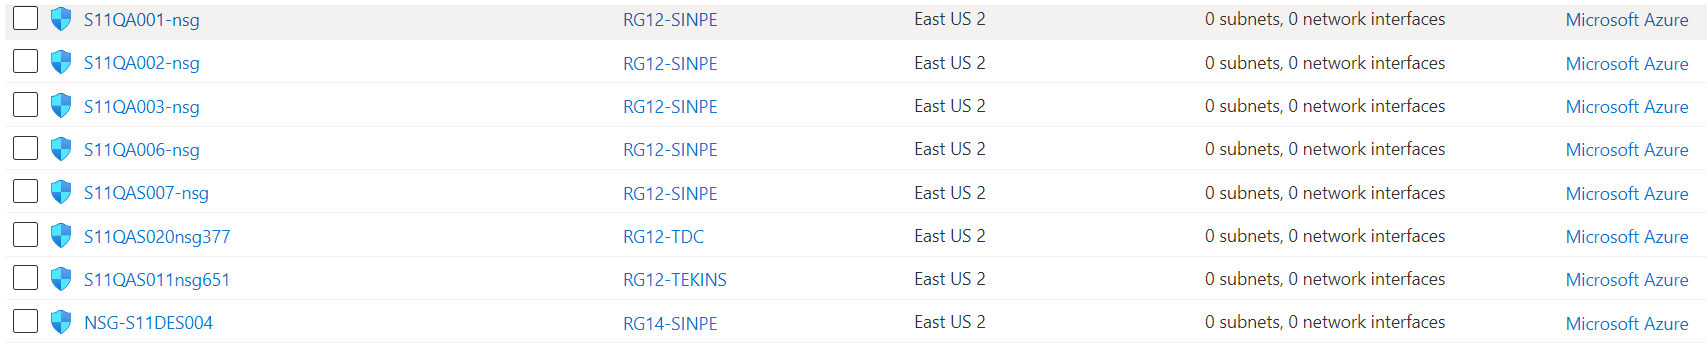 S11QA001-nsg RG12-SINPE East US 2 0 subnets, 0 network interfaces Microsoft Azure
S11QA002-nsg RG12-SINPE East US 2 0 subnets, 0 network interfaces Microsoft Azure
S11QA003-nsg RG12-SINPE East US 2 0 subnets, 0 network interfaces Microsoft Azure
S11QA006-nsg RG12-SINPE East US 2 0 subnets, 0 network interfaces Microsoft Azure
S11QAS007-nsg RG12-SINPE East US 2 0 subnets, 0 network interfaces Microsoft Azure
S11QAS020nsg377 RG12-TDC East US 2 0 subnets, 0 network interfaces Microsoft Azure
S11QAS011nsg651 RG12-TEKINS East US 2 0 subnets, 0 network interfaces Microsoft Azure
NSG-S11DES004 RG14-SINPE East US 2 0 subnets, 0 network interfaces Microsoft Azure